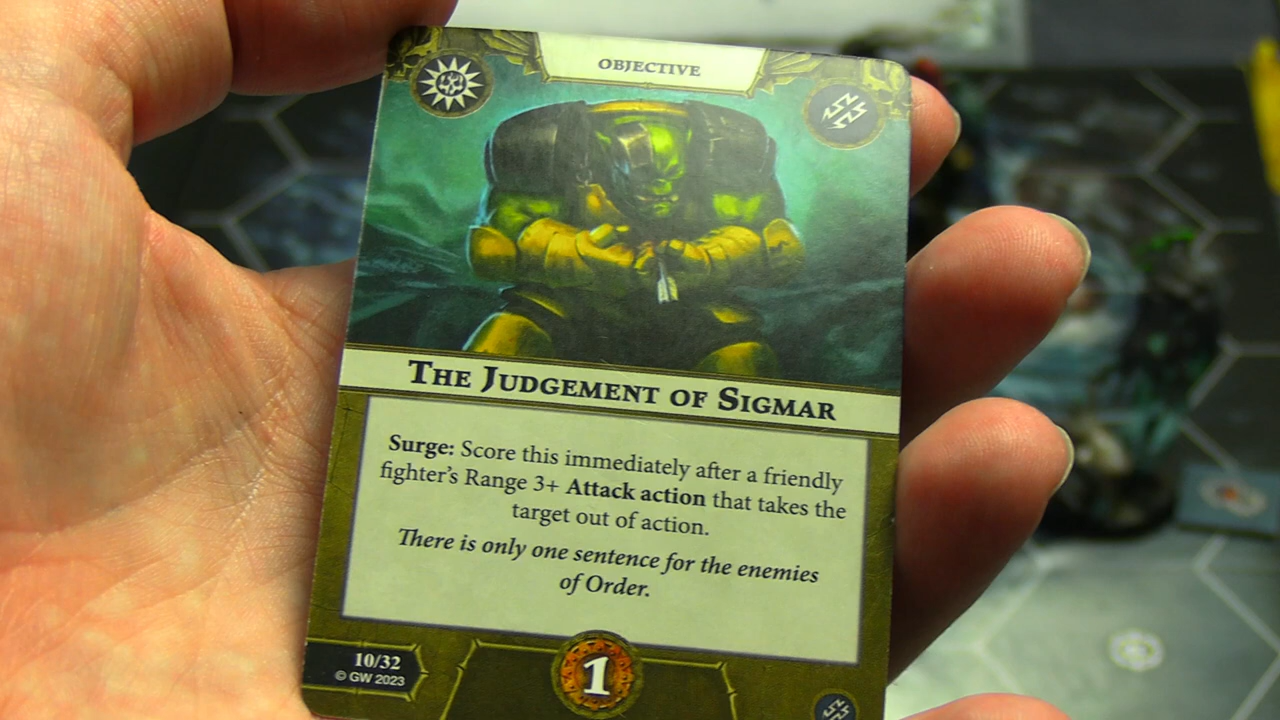 OBJECTIVE
THE JUDGEMENT OF SIGMAR
Surge: Score this immediately after a friendly
fighter's Range 3+ Attack action that takes the
target out of action.
There is only one sentence for the enemies
of Order.
10/32
© GW 2023
1